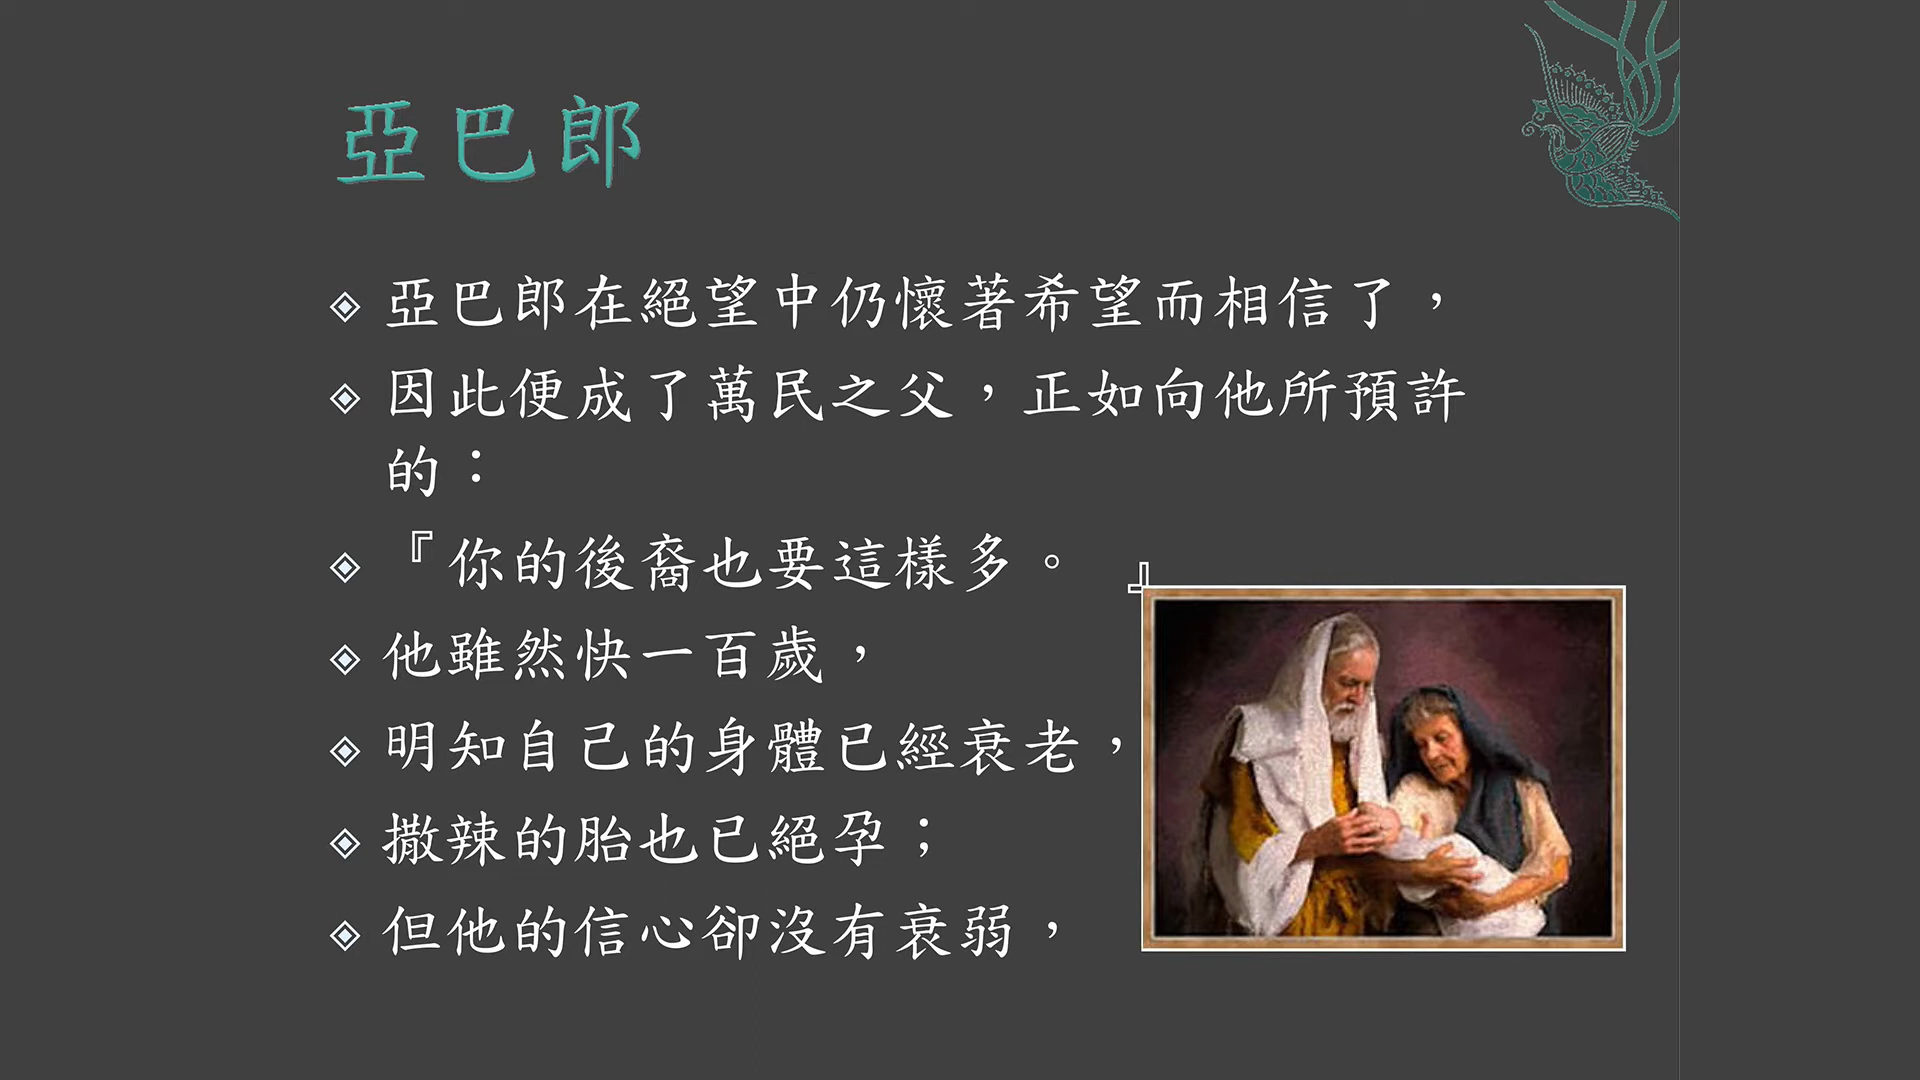 亞巴郎
亞巴郎在絕望中仍懷著希望而相信了，
因此便成了萬民之父，正如向他所預許
的：
『你的後裔也要這樣多。』
他雖然快一百歲，
明知自己的身體已經衰老，
撒辣的胎也已絕孕；
但他的信心卻沒有衰弱，